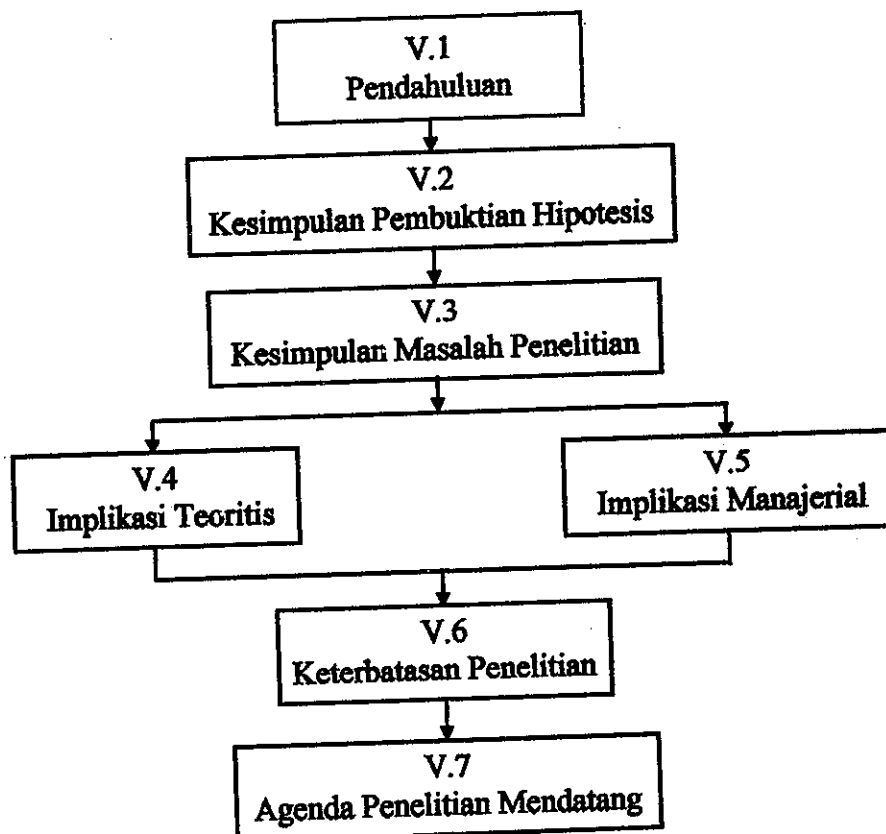 V.1
Pendahuluan
V.2
Kesimpulan Pembuktian Hipotesis
V.3
Kesimpulan Masalah Penelitian
V.4
Implikasi Teoritis
V.5
Implikasi Manajerial
V.6
Keterbatasan Penelitian
V.7
Agenda Penelitian Mendatang